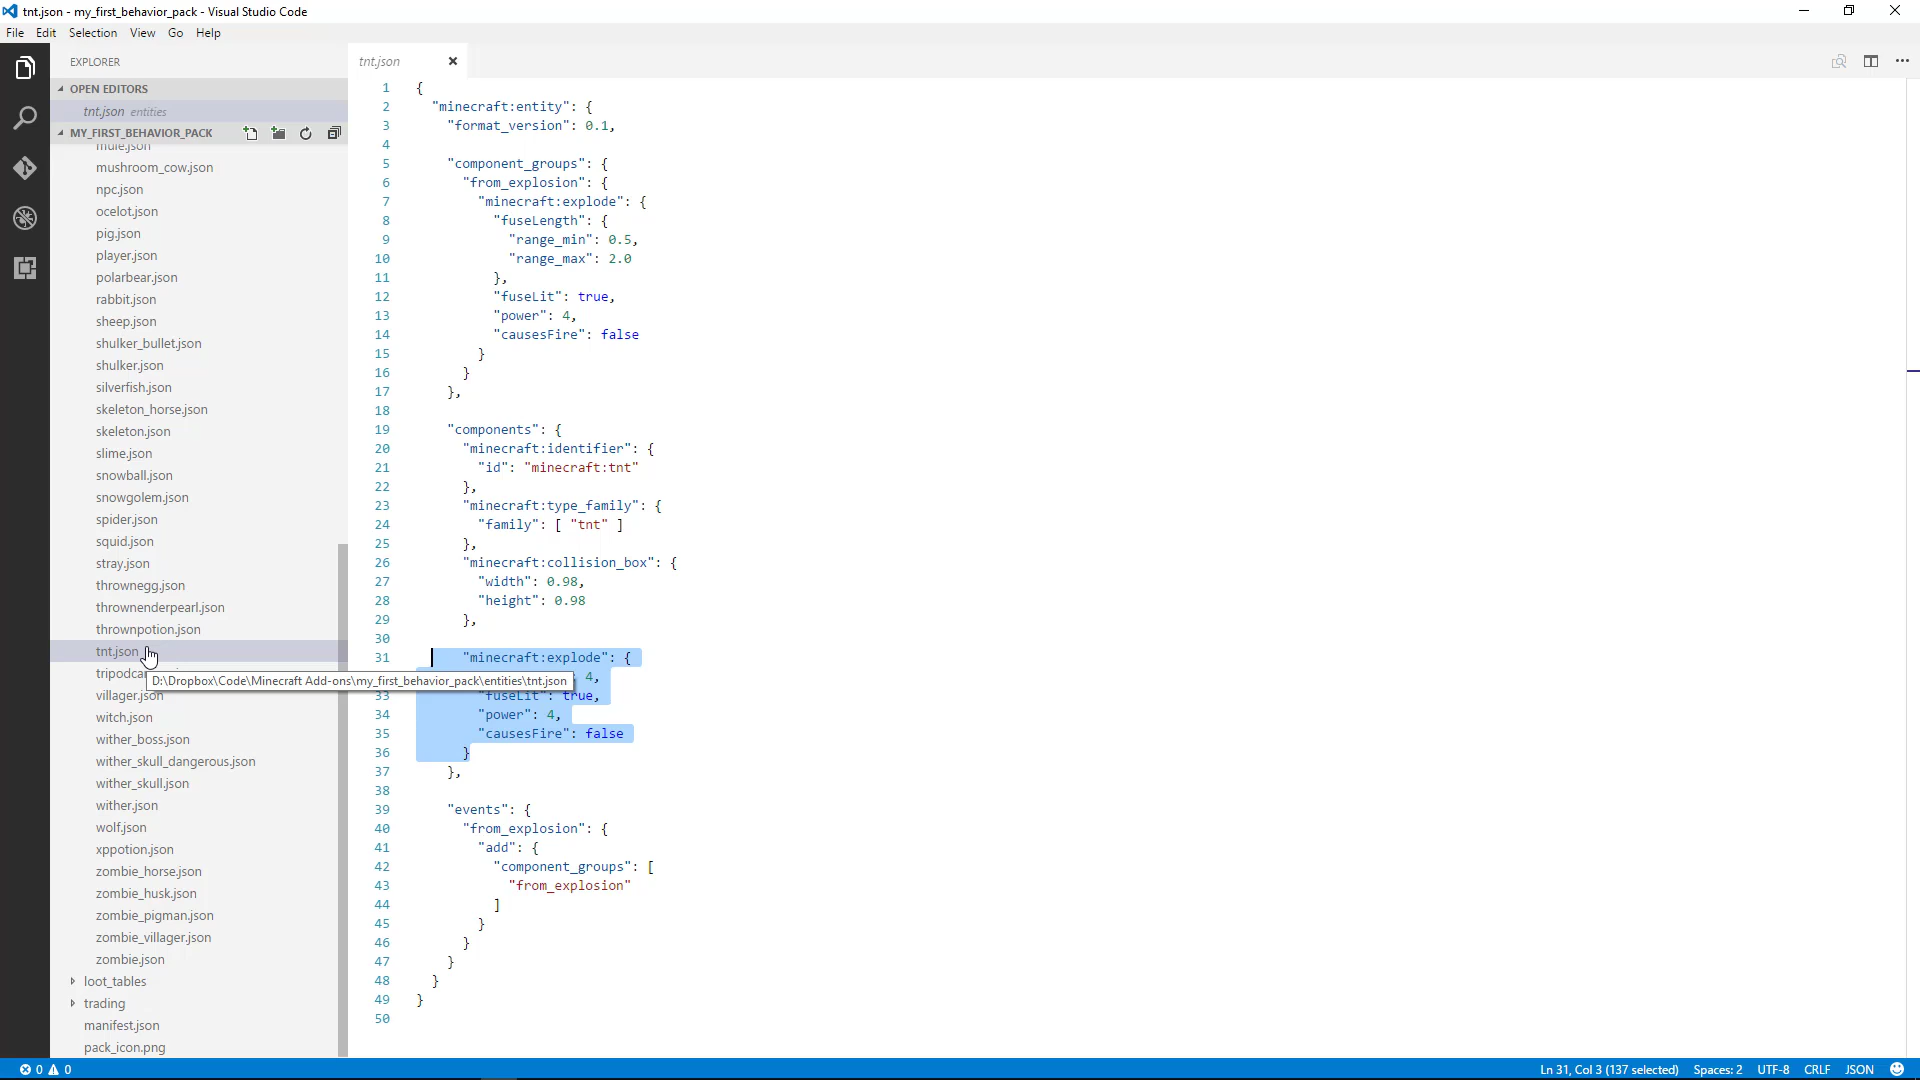 tnt.json - my_first_behavior_pack - Visual Studio Code
File Edit Selection View Go Help
EXPLORER
OPEN EDITORS
tnt.json entities
MY_FIRST_BEHAVIOR_PACK
mule.json
mushroom_cow.json
npc.json
ocelot.json
pig.json
player.json
polarbear.json
rabbit.json
sheep.json
shulker_bullet.json
shulker.json
silverfish.json
skeleton_horse.json
skeleton.json
slime.json
snowball.json
snowgolem.json
spider.json
squid.json
stray.json
thrownegg.json
thrownenderpearl.json
thrownpotion.json
tnt.json
tripodca
villager.json
witch.json
wither_boss.json
wither_skull_dangerous.json
wither_skull.json
wither.json
wolf.json
xppotion.json
zombie_horse.json
zombie_husk.json
zombie_pigman.json
zombie_villager.json
zombie.json
loot_tables
trading
manifest.json
pack_icon.png
D:\Dropbox\Code\Minecraft Add-ons\my_first_behavior_pack\entities\tnt.json
tnt.json
1 {
2 "minecraft:entity": {
3 "format_version": 0.1,
4
5 "component_groups": {
6 "from_explosion": {
7 "minecraft:explode": {
8 "fuseLength": {
9 "range_min": 0.5,
10 "range_max": 2.0
11 },
12 "fuseLit": true,
13 "power": 4,
14 "causesFire": false
15 }
16 }
17 },
18
19 "components": {
20 "minecraft:identifier": {
21 "id": "minecraft:tnt"
22 },
23 "minecraft:type_family": {
24 "family": [ "tnt" ]
25 },
26 "minecraft:collision_box": {
27 "width": 0.98,
28 "height": 0.98
29 },
30
31 "minecraft:explode": {
4,
33 "fuseLit": true,
34 "power": 4,
35 "causesFire": false
36 }
37 },
38
39 "events": {
40 "from_explosion": {
41 "add": {
42 "component_groups": [
43 "from_explosion"
44 ]
45 }
46 }
47 }
48 }
49 }
50
0 0
Ln 31, Col 3 (137 selected) Spaces: 2 UTF-8 CRLF JSON